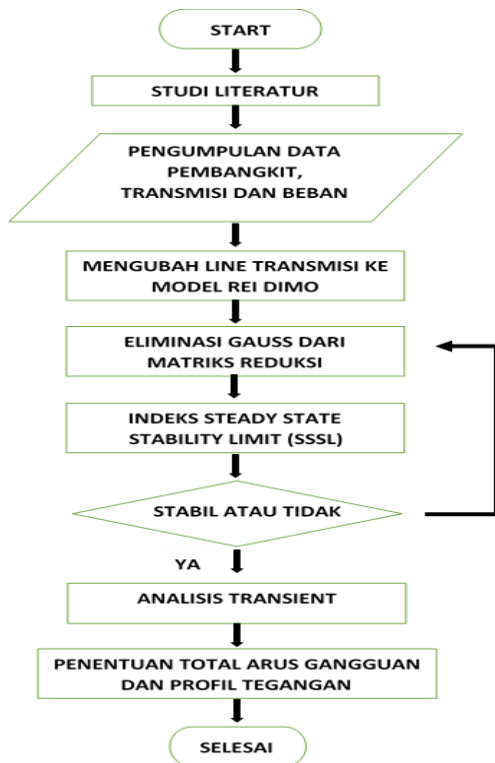 START
STUDI LITERATUR
PENGUMPULAN DATA
PEMBANGKIT,
TRANSMISI DAN BEBAN
MENGUBAH LINE TRANSMISI KE
MODEL REI DIMO
ELIMINASI GAUSS DARI
MATRIKS REDUKSI
INDEKS STEADY STATE
STABILITY LIMIT (SSSL)
STABIL ATAU TIDAK
YA
ANALISIS TRANSIENT
PENENTUAN TOTAL ARUS GANGGUAN
DAN PROFIL TEGANGAN
SELESAI